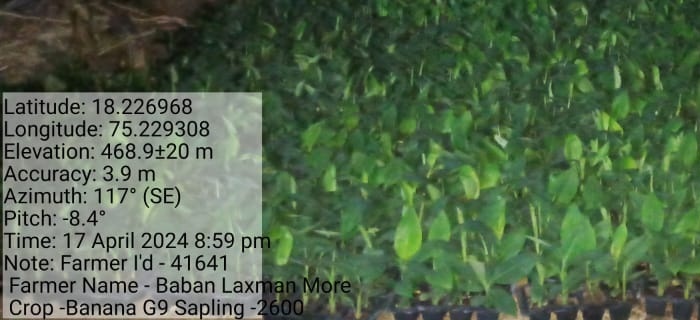 Latitude: 18.226968
Longitude: 75.229308
Elevation: 468.9±20 m
Accuracy: 3.9 m
Azimuth: 117° (SE)
Pitch: -8.4°
Time: 17 April 2024 8:59 pm
Note: Farmer I'd - 41641
Farmer Name - Baban Laxman More
Crop -Banana G9 Sapling -2600